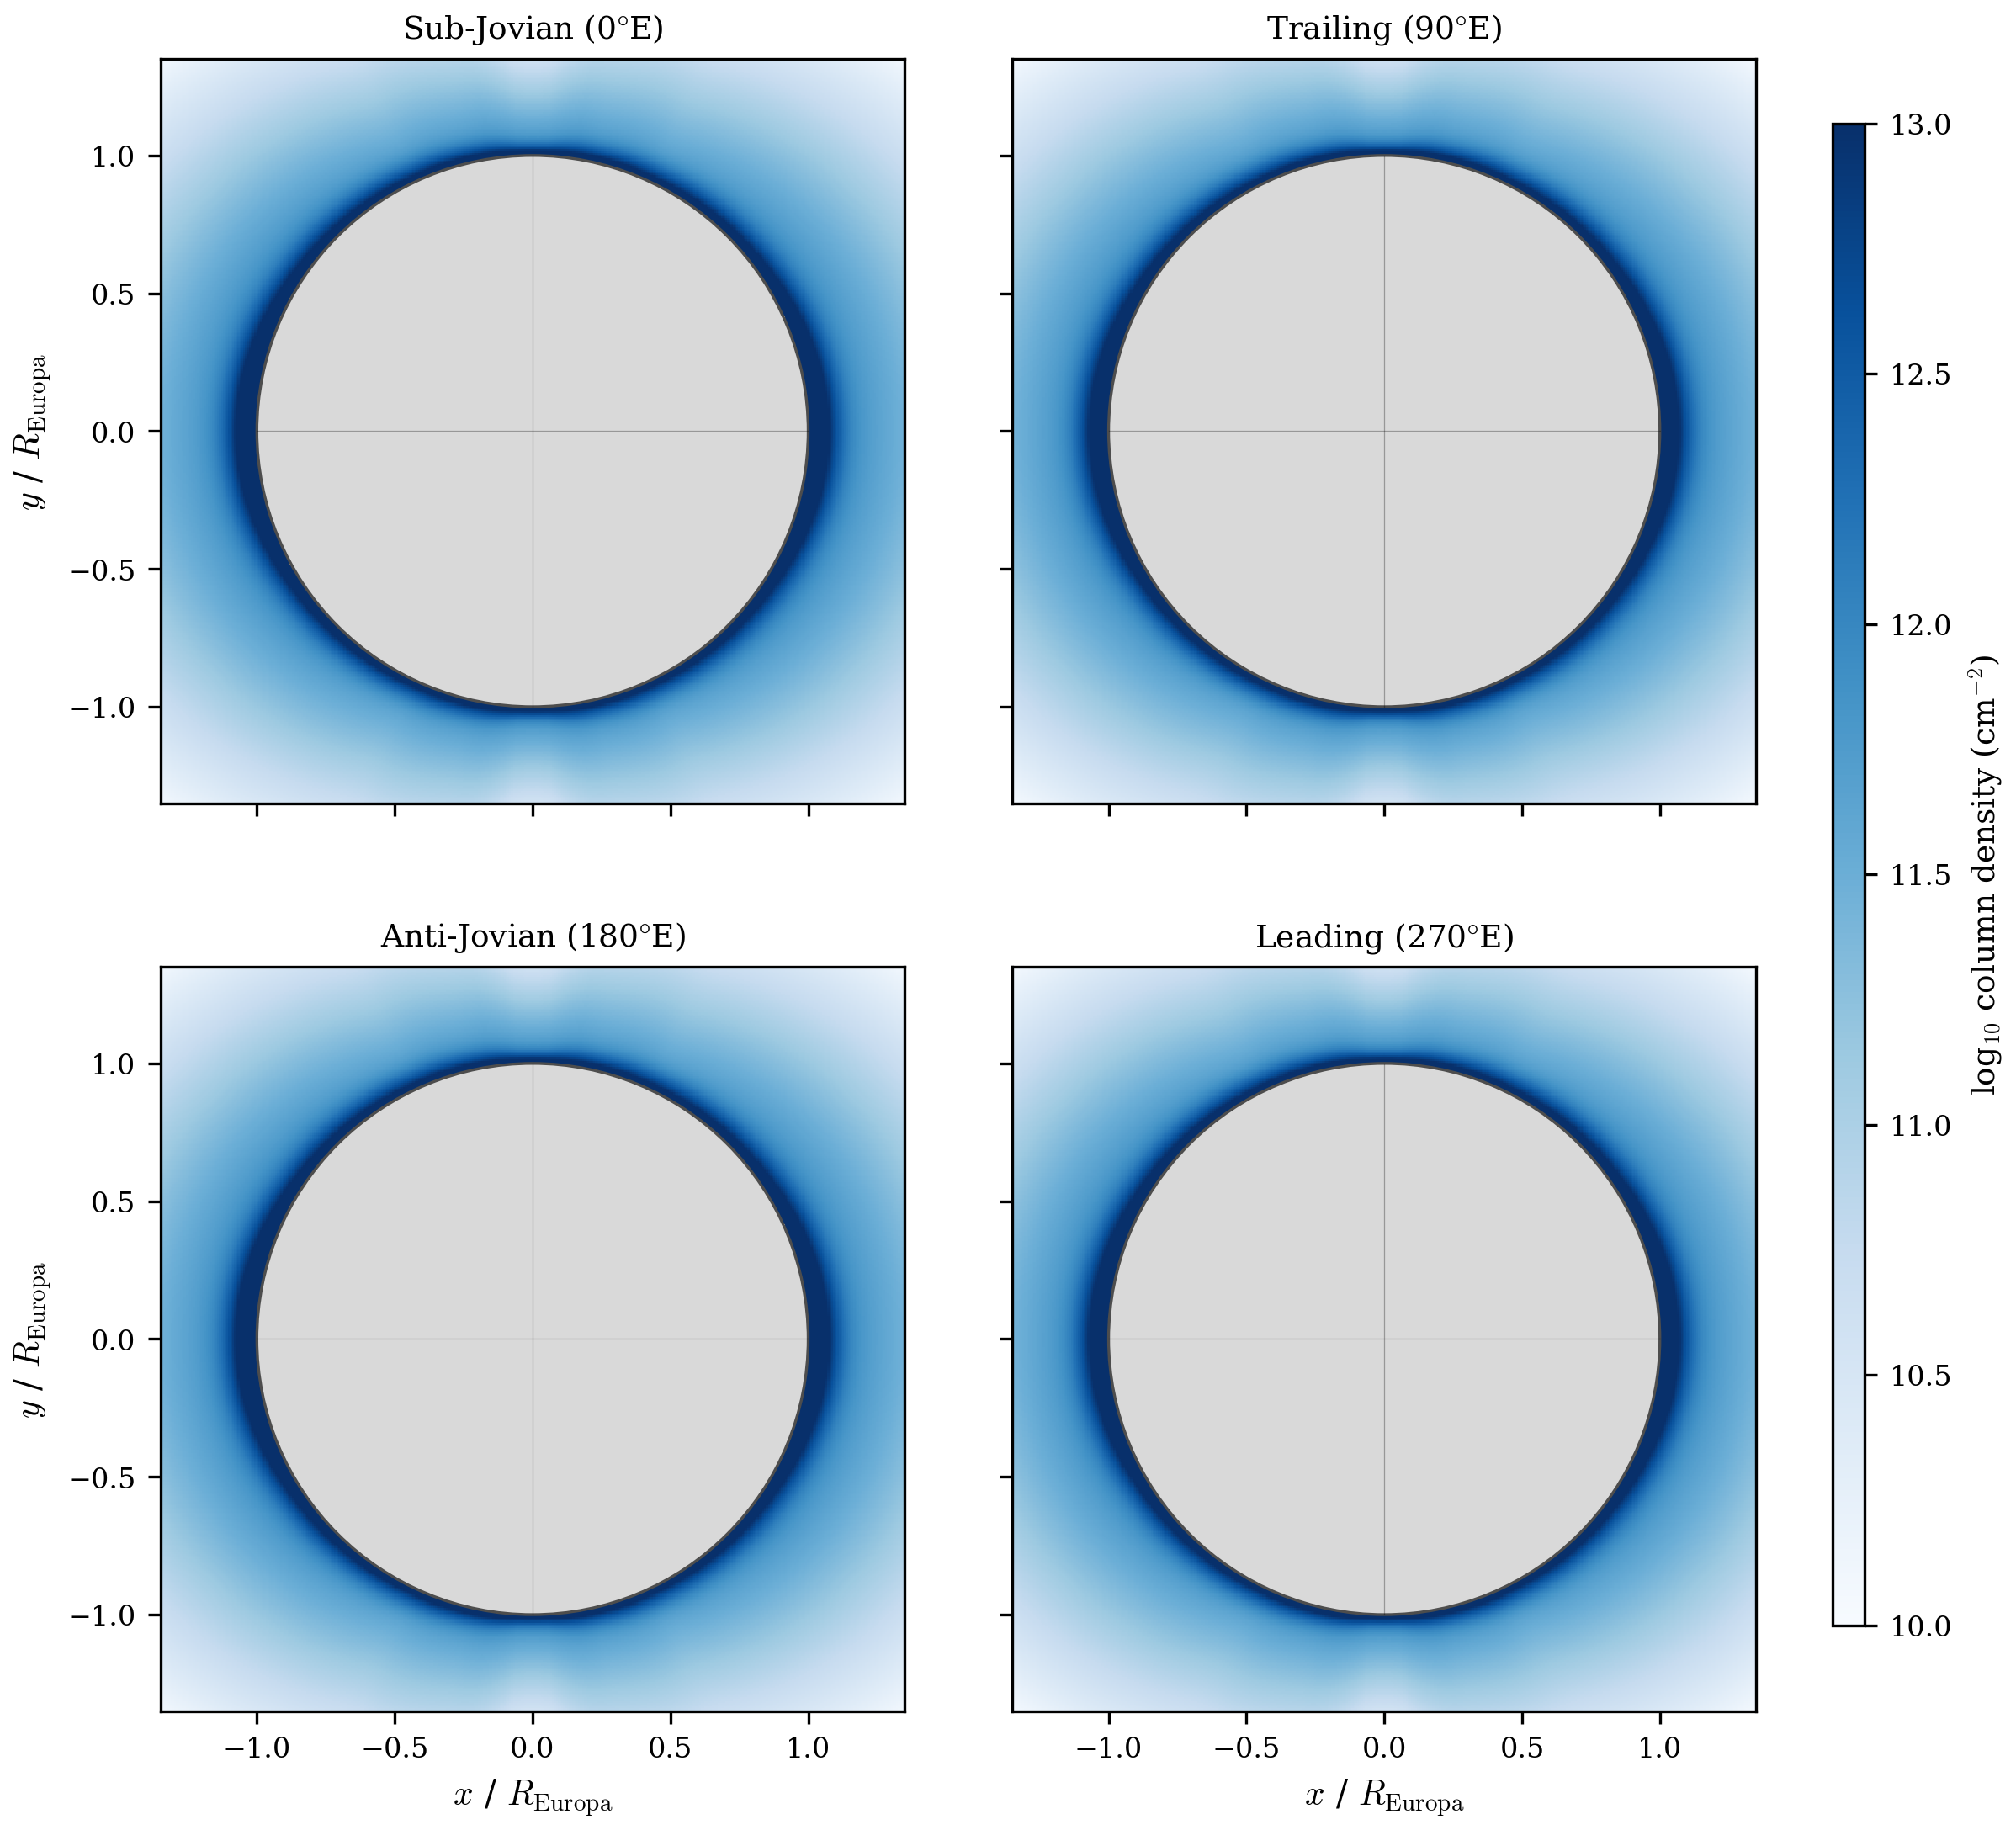 Sub-Jovian (0°E)
Trailing (90°E)
1.0
0.5
0.0
−0.5
−1.0
y / R_Europa
Anti-Jovian (180°E)
Leading (270°E)
1.0
0.5
0.0
−0.5
−1.0
y / R_Europa
−1.0 −0.5 0.0 0.5 1.0
x / R_Europa
−1.0 −0.5 0.0 0.5 1.0
x / R_Europa
13.0
12.5
12.0
11.5
11.0
10.5
10.0
log₁₀ column density (cm⁻²)